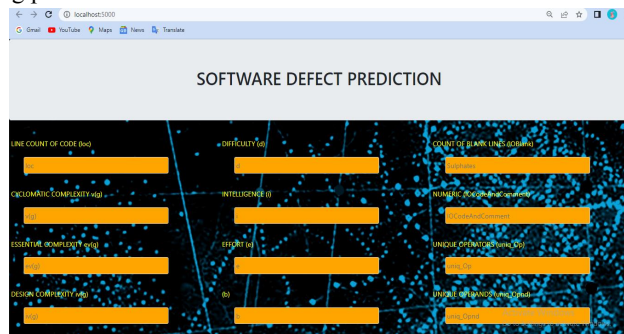 localhost:5000
Gmail YouTube Maps News Translate
SOFTWARE DEFECT PREDICTION
LINE COUNT OF CODE (loc)
loc
DIFFICULTY (d)
d
COUNT OF BLANK LINES (lOBlank)
Sulphates
CYCLOMATIC COMPLEXITY v(g)
v(g)
INTELLIGENCE (i)
i
NUMERIC (lOCodeAndComment)
lOCodeAndComment
ESSENTIAL COMPLEXITY ev(g)
ev(g)
EFFORT (e)
e
UNIQUE OPERATORS (uniq_Op)
uniq_Op
DESIGN COMPLEXITY iv(g)
iv(g)
(b)
b
UNIQUE OPERANDS (uniq_Opnd)
uniq_Opnd